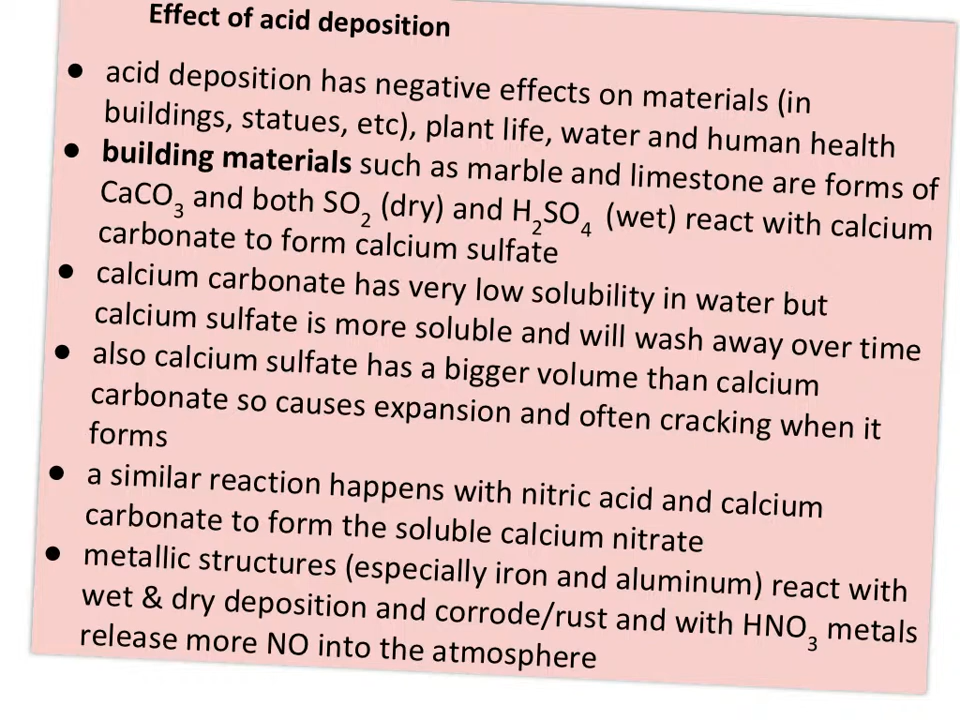 Effect of acid deposition
● acid deposition has negative effects on materials (in
buildings, statues, etc), plant life, water and human health
● building materials such as marble and limestone are forms of
CaCO₃ and both SO₂ (dry) and H₂SO₄ (wet) react with calcium
carbonate to form calcium sulfate
● calcium carbonate has very low solubility in water but
calcium sulfate is more soluble and will wash away over time
● also calcium sulfate has a bigger volume than calcium
carbonate so causes expansion and often cracking when it
forms
● a similar reaction happens with nitric acid and calcium
carbonate to form the soluble calcium nitrate
● metallic structures (especially iron and aluminum) react with
wet & dry deposition and corrode/rust and with HNO₃ metals
release more NO into the atmosphere